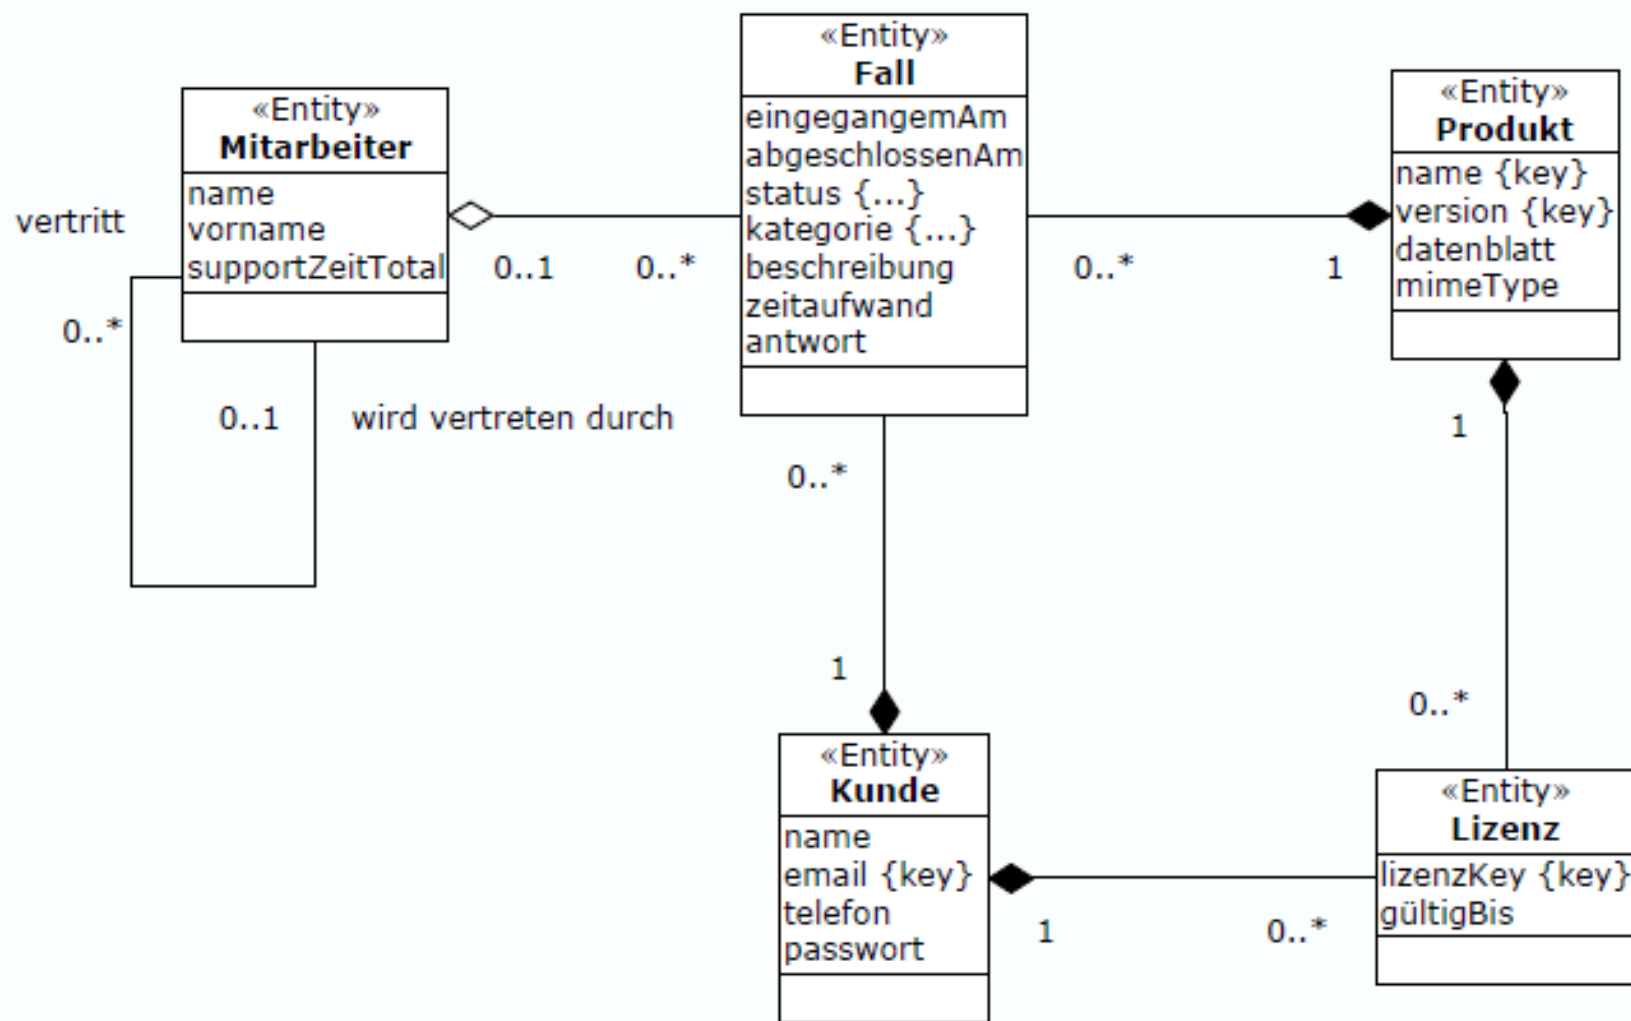 «Entity»
Fall
eingegangemAm
abgeschlossenAm
status {...}
kategorie {...}
beschreibung
zeitaufwand
antwort
«Entity»
Mitarbeiter
name
vorname
supportZeitTotal
vertritt
0..*
0..1
wird vertreten durch
0..1
0..*
0..*
1
«Entity»
Produkt
name {key}
version {key}
datenblatt
mimeType
1
0..*
0..*
1
«Entity»
Kunde
name
email {key}
telefon
passwort
1
0..*
«Entity»
Lizenz
lizenzKey {key}
gültigBis